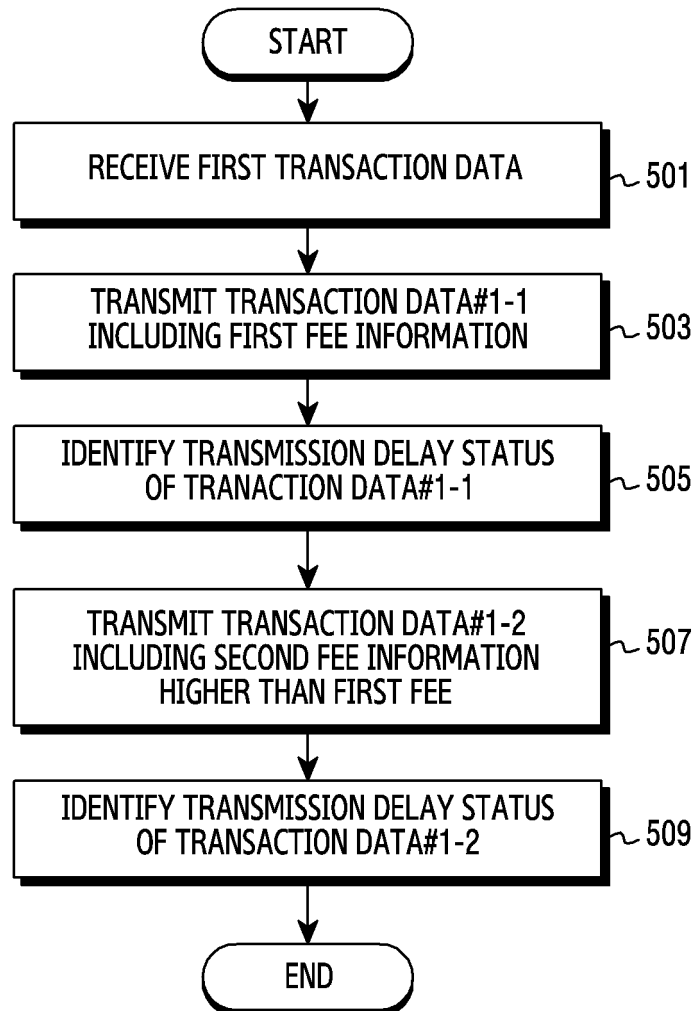 START
RECEIVE FIRST TRANSACTION DATA
501
TRANSMIT TRANSACTION DATA#1-1
INCLUDING FIRST FEE INFORMATION
503
IDENTIFY TRANSMISSION DELAY STATUS
OF TRANACTION DATA#1-1
505
TRANSMIT TRANSACTION DATA#1-2
INCLUDING SECOND FEE INFORMATION
HIGHER THAN FIRST FEE
507
IDENTIFY TRANSMISSION DELAY STATUS
OF TRANSACTION DATA#1-2
509
END